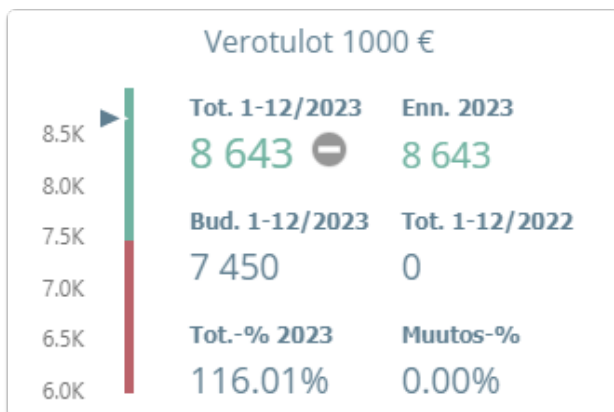 Verotulot 1000 €
Tot. 1-12/2023 Enn. 2023
8.5K 8 643 8 643
8.0K
Bud. 1-12/2023 Tot. 1-12/2022
7.5K
7.0K 7 450 0
6.5K Tot.-% 2023 Muutos-%
6.0K 116.01% 0.00%